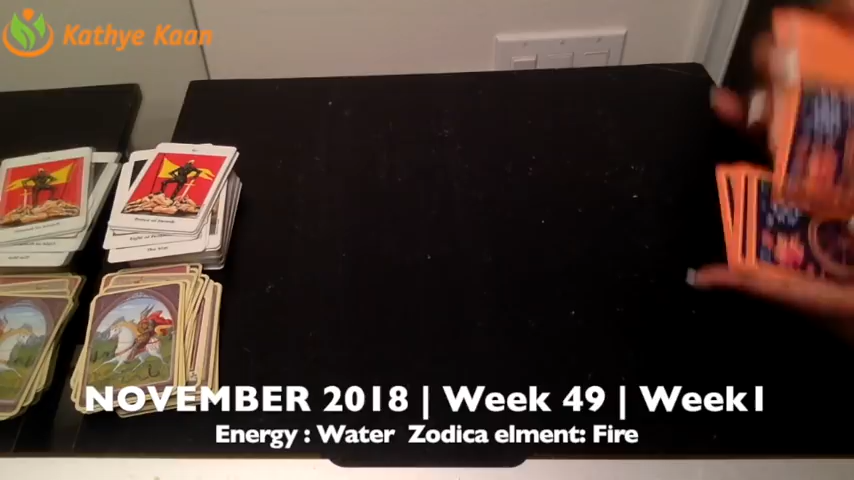 Kathye Kaan
NOVEMBER 2018 | Week 49 | Week1
Energy : Water Zodica elment: Fire